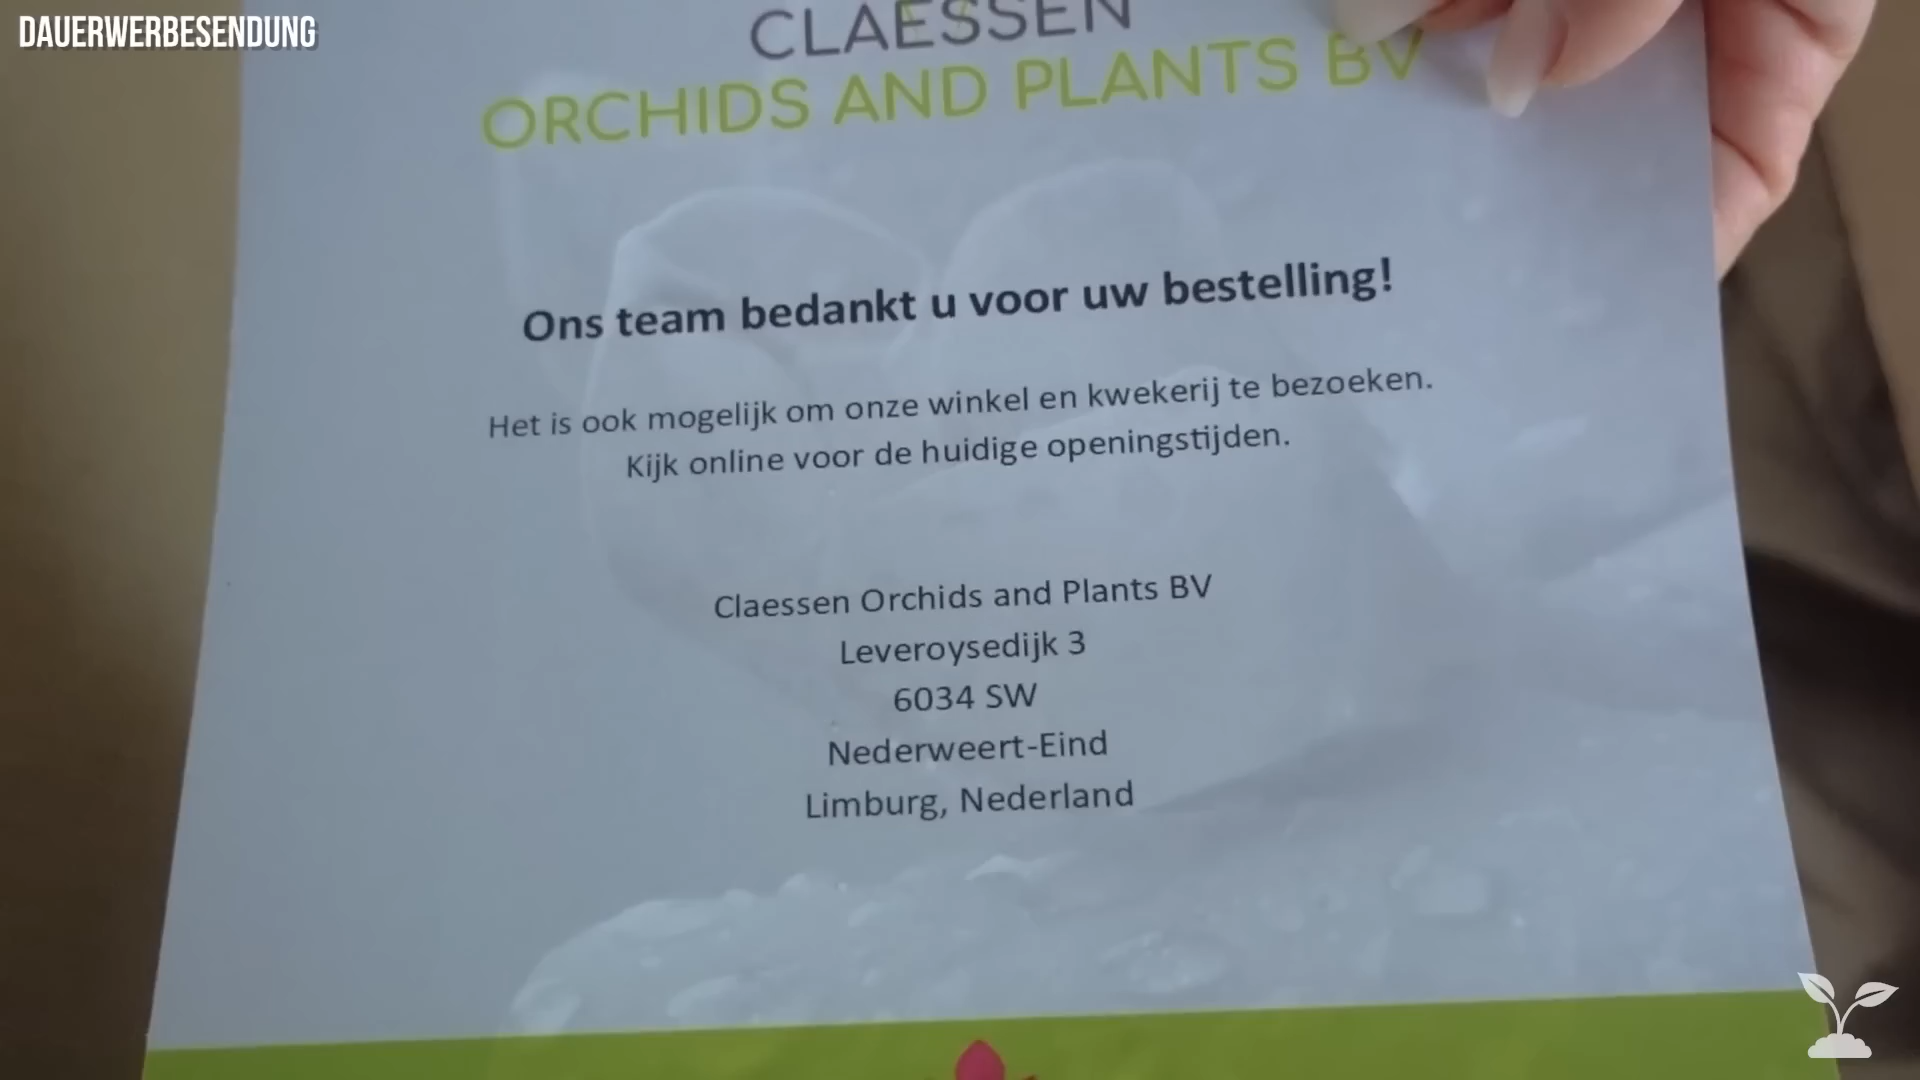 DAUERWERBESENDUNG
CLAESSEN
ORCHIDS AND PLANTS BV
Ons team bedankt u voor uw bestelling!
Het is ook mogelijk om onze winkel en kwekerij te bezoeken.
Kijk online voor de huidige openingstijden.
Claessen Orchids and Plants BV
Leveroysedijk 3
6034 SW
Nederweert-Eind
Limburg, Nederland